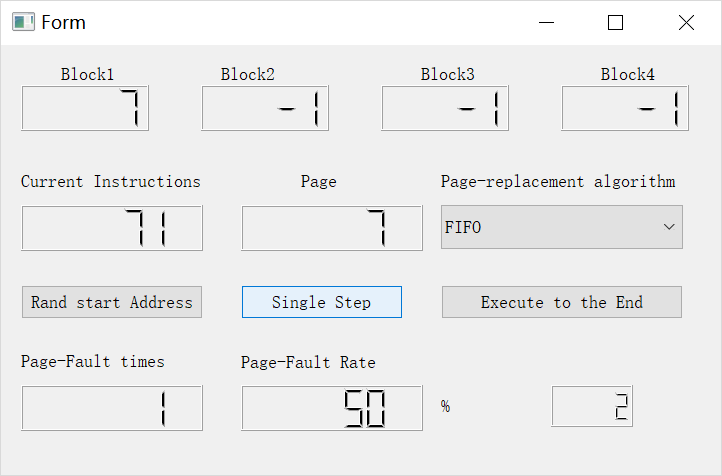 Form
Block1 Block2 Block3 Block4
7 -1 -1 -1
Current Instructions Page Page-replacement algorithm
71 7 FIFO
Rand start Address Single Step Execute to the End
Page-Fault times Page-Fault Rate
1 50 % 2